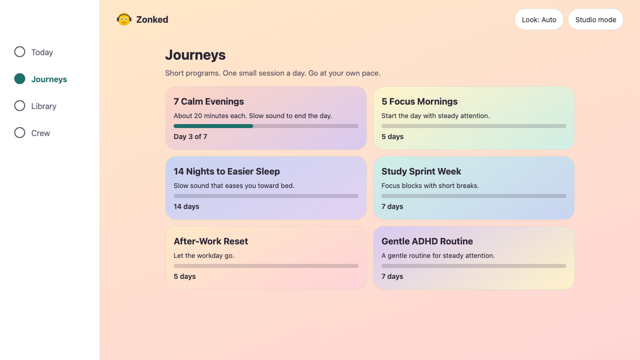 Zonked
Look: Auto
Studio mode
Today
Journeys
Library
Crew
Journeys
Short programs. One small session a day. Go at your own pace.
7 Calm Evenings
About 20 minutes each. Slow sound to end the day.
Day 3 of 7
5 Focus Mornings
Start the day with steady attention.
5 days
14 Nights to Easier Sleep
Slow sound that eases you toward bed.
14 days
Study Sprint Week
Focus blocks with short breaks.
7 days
After-Work Reset
Let the workday go.
5 days
Gentle ADHD Routine
A gentle routine for steady attention.
7 days